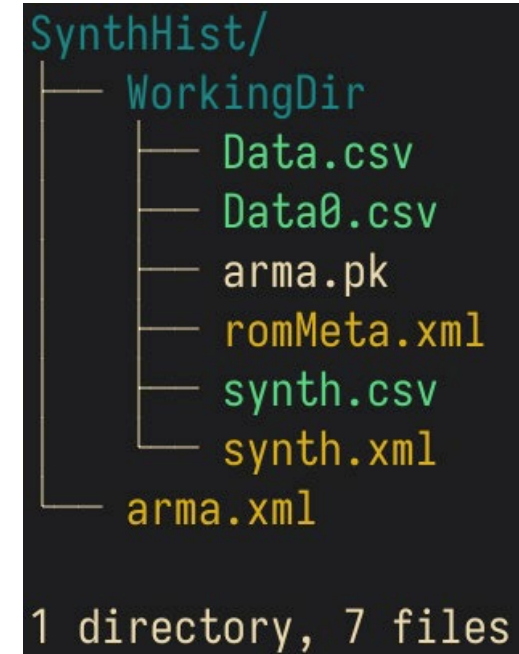 SynthHist/
WorkingDir
Data.csv
Data0.csv
arma.pk
romMeta.xml
synth.csv
synth.xml
arma.xml
1 directory, 7 files